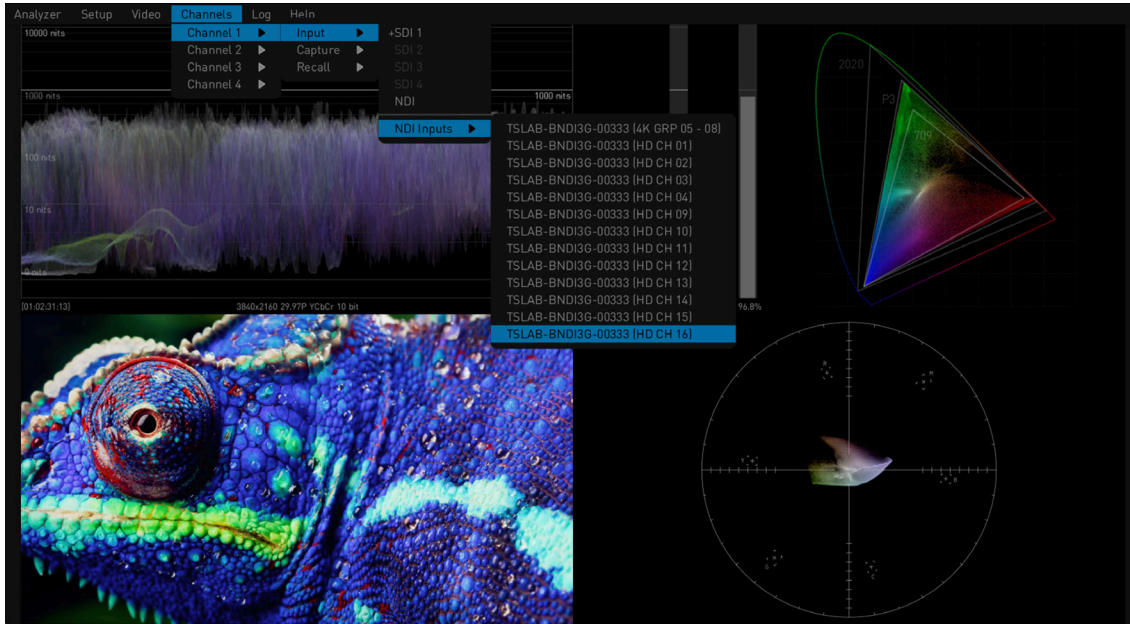 Analyzer Setup Video Channels Log Help
10000 nits
Channel 1
Channel 2
Channel 3
Channel 4
Input
Capture
Recall
+SDI 1
SDI 2
SDI 3
SDI 4
NDI
NDI Inputs
TSLAB-BNDI3G-00333 (4K GRP 05 - 08)
TSLAB-BNDI3G-00333 (HD CH 01)
TSLAB-BNDI3G-00333 (HD CH 02)
TSLAB-BNDI3G-00333 (HD CH 03)
TSLAB-BNDI3G-00333 (HD CH 04)
TSLAB-BNDI3G-00333 (HD CH 09)
TSLAB-BNDI3G-00333 (HD CH 10)
TSLAB-BNDI3G-00333 (HD CH 11)
TSLAB-BNDI3G-00333 (HD CH 12)
TSLAB-BNDI3G-00333 (HD CH 13)
TSLAB-BNDI3G-00333 (HD CH 14)
TSLAB-BNDI3G-00333 (HD CH 15)
TSLAB-BNDI3G-00333 (HD CH 16)
1000 nits 1000 nits
100 nits
10 nits
0 nits
[01:02:31:13] 3840x2160 29.97P YCbCr 10 bit
96.8%
2020
P3
709
R
M
Y
B
G
C